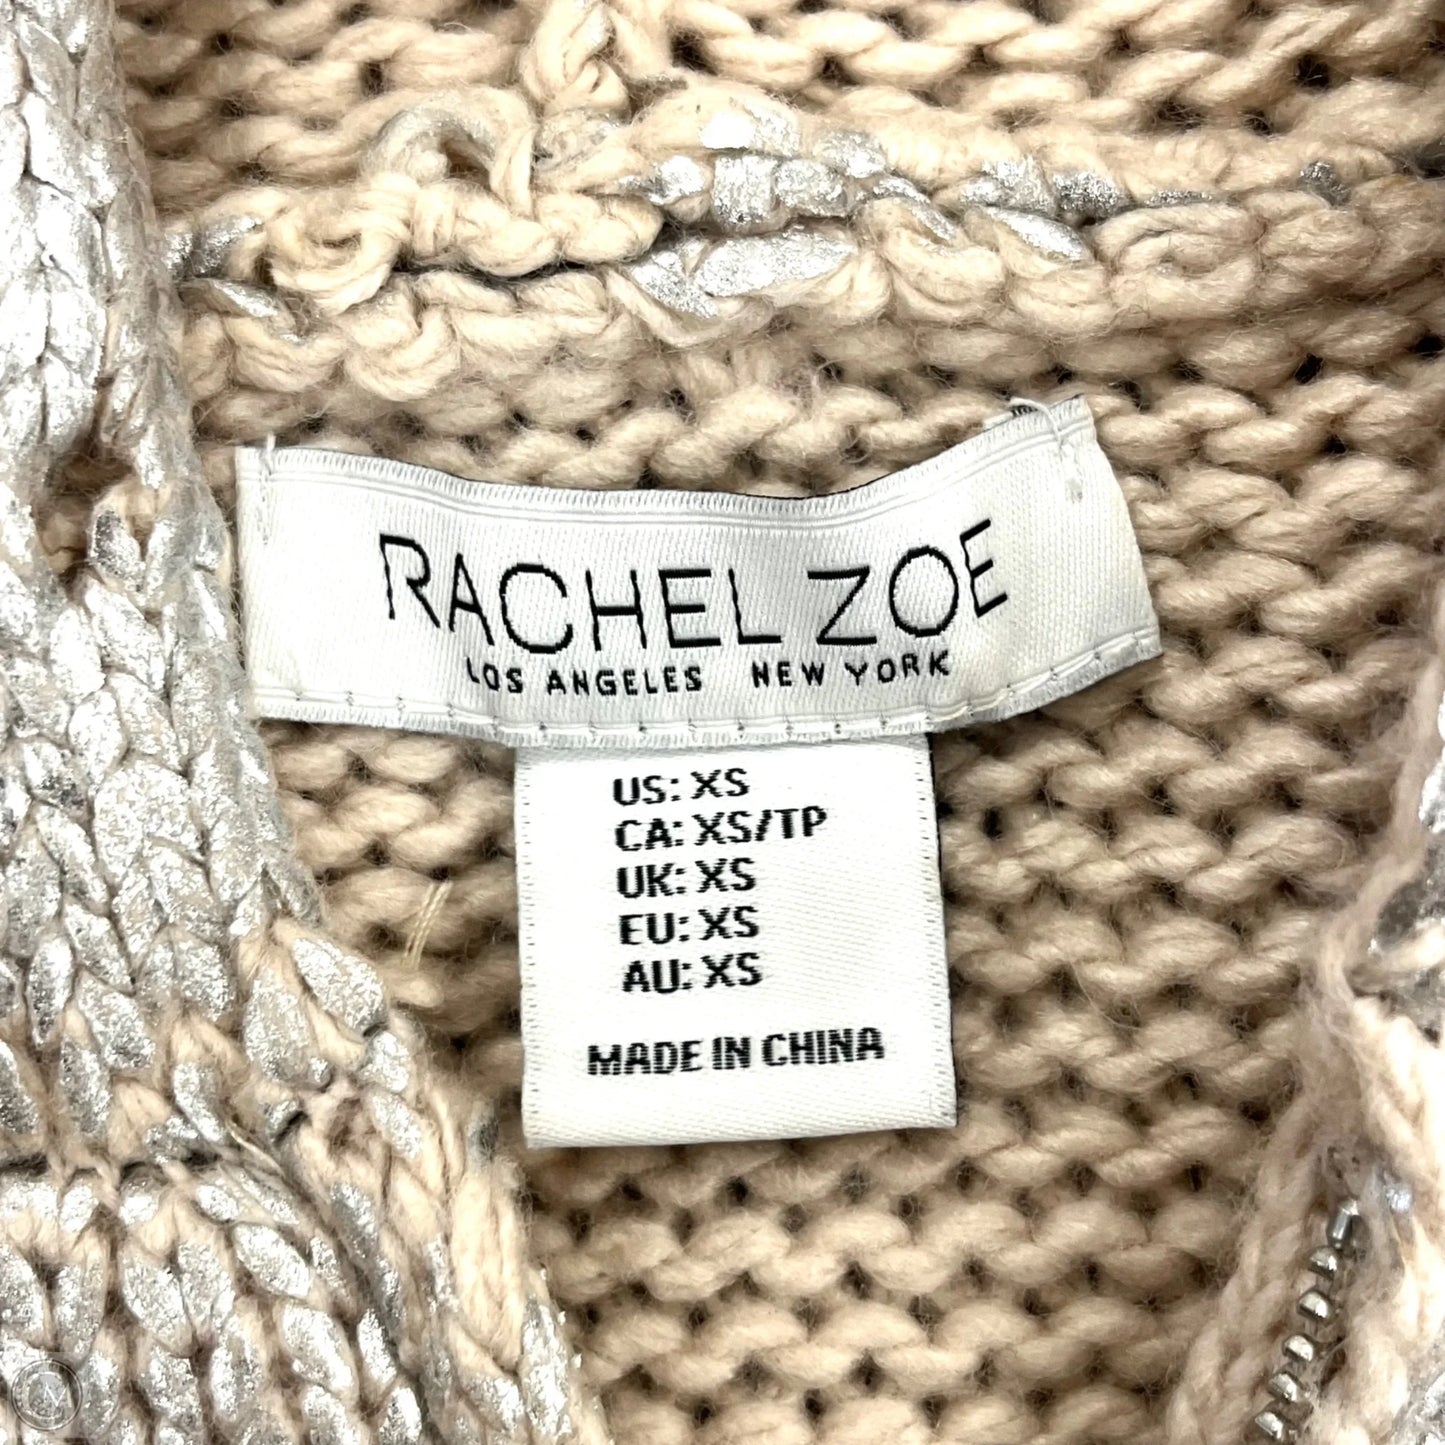 RACHEL ZOE
LOS ANGELES NEW YORK
US: XS
CA: XS/TP
UK: XS
EU: XS
AU: XS
MADE IN CHINA